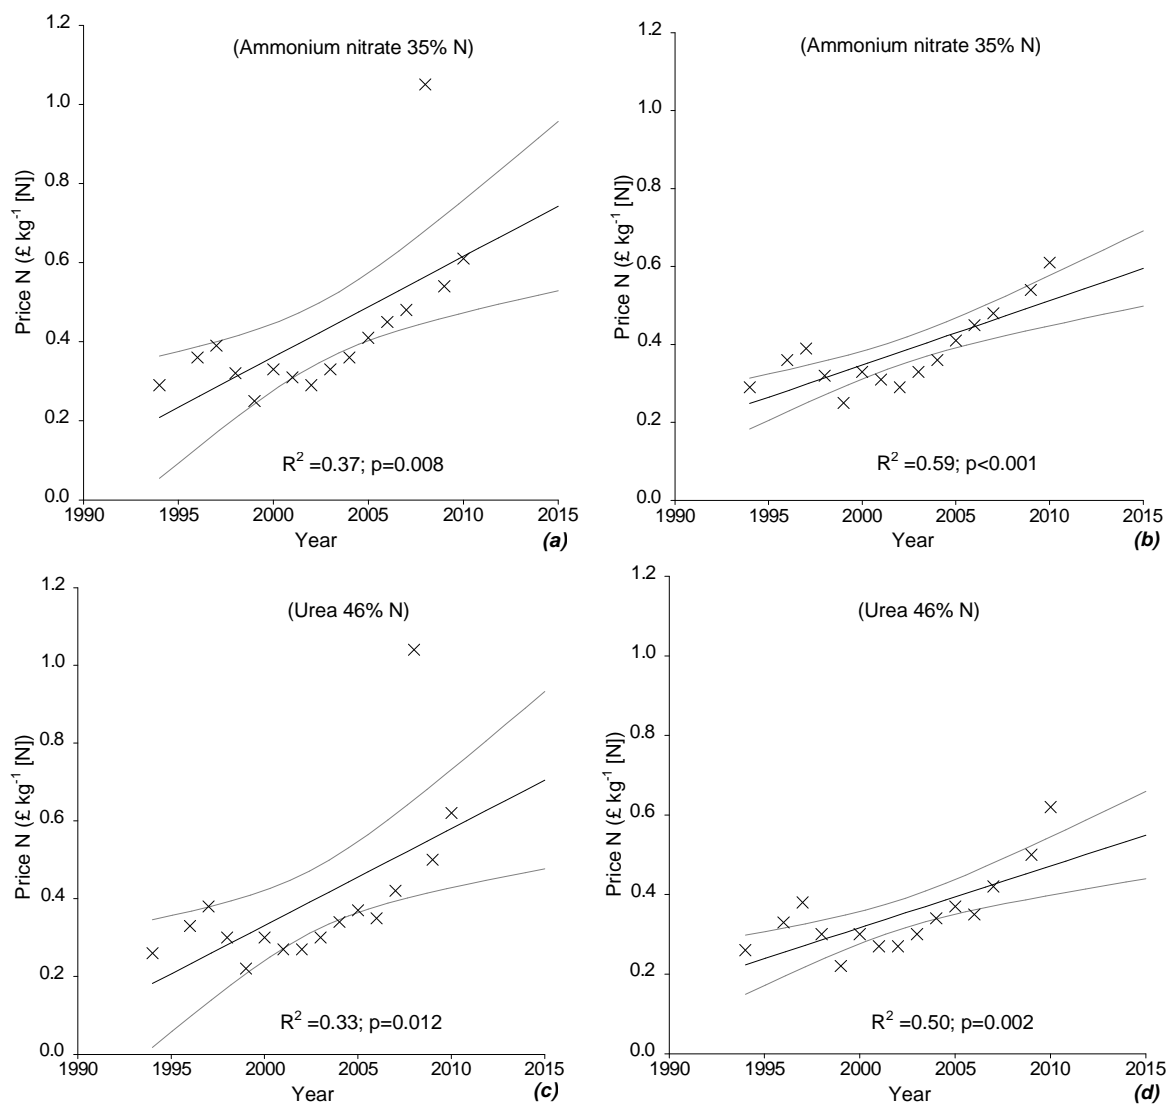 (Ammonium nitrate 35% N)
Price N (£ kg⁻¹ [N])
1.2
1.0
0.8
0.6
0.4
0.2
0.0
R² =0.37; p=0.008
1990 1995 2000 2005 2010 2015
Year
(a)
(Ammonium nitrate 35% N)
Price N (£ kg⁻¹ [N])
1.2
1.0
0.8
0.6
0.4
0.2
0.0
R² =0.59; p<0.001
1990 1995 2000 2005 2010 2015
Year
(b)
(Urea 46% N)
Price N (£ kg⁻¹ [N])
1.2
1.0
0.8
0.6
0.4
0.2
0.0
R² =0.33; p=0.012
1990 1995 2000 2005 2010 2015
Year
(c)
(Urea 46% N)
Price N (£ kg⁻¹ [N])
1.2
1.0
0.8
0.6
0.4
0.2
0.0
R² =0.50; p=0.002
1990 1995 2000 2005 2010 2015
Year
(d)